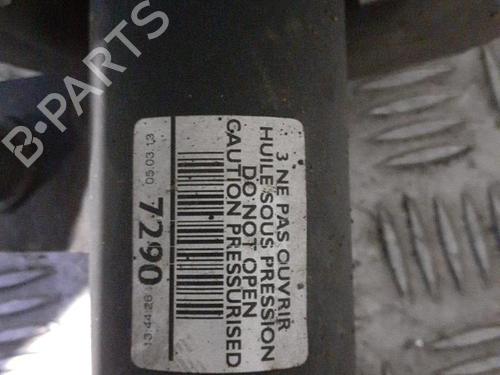 3 NE PAS OUVRIR
HUILE SOUS PRESSION
DO NOT OPEN
CAUTION PRESSURISED
7290
05.03.13
13:44:26
B-PARTS